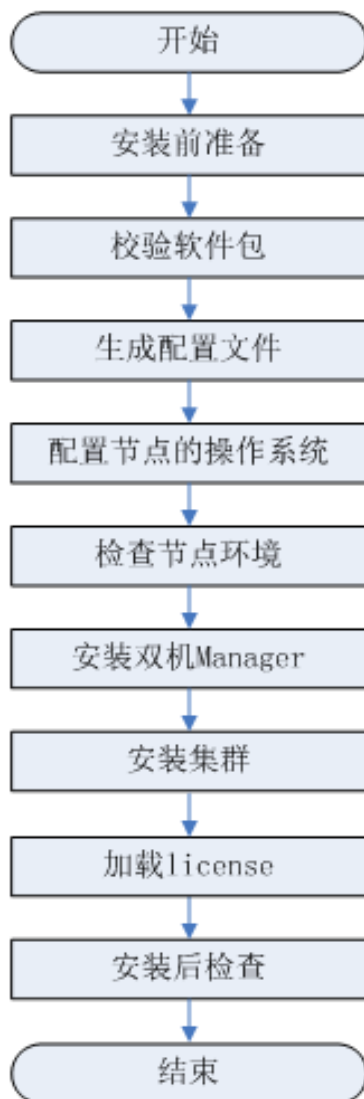 开始
安装前准备
校验软件包
生成配置文件
配置节点的操作系统
检查节点环境
安装双机Manager
安装集群
加载license
安装后检查
结束